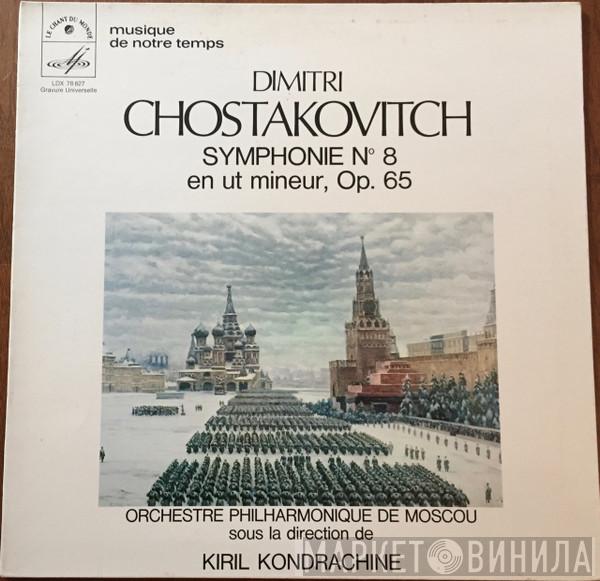 LE CHANT DU MONDE
LDX 78 627
Gravure Universelle
musique
de notre temps
DIMITRI
CHOSTAKOVITCH
SYMPHONIE Nº 8
en ut mineur, Op. 65
ORCHESTRE PHILHARMONIQUE DE MOSCOU
sous la direction de
KIRIL KONDRACHINE
МАРКЕТ ВИНИЛА